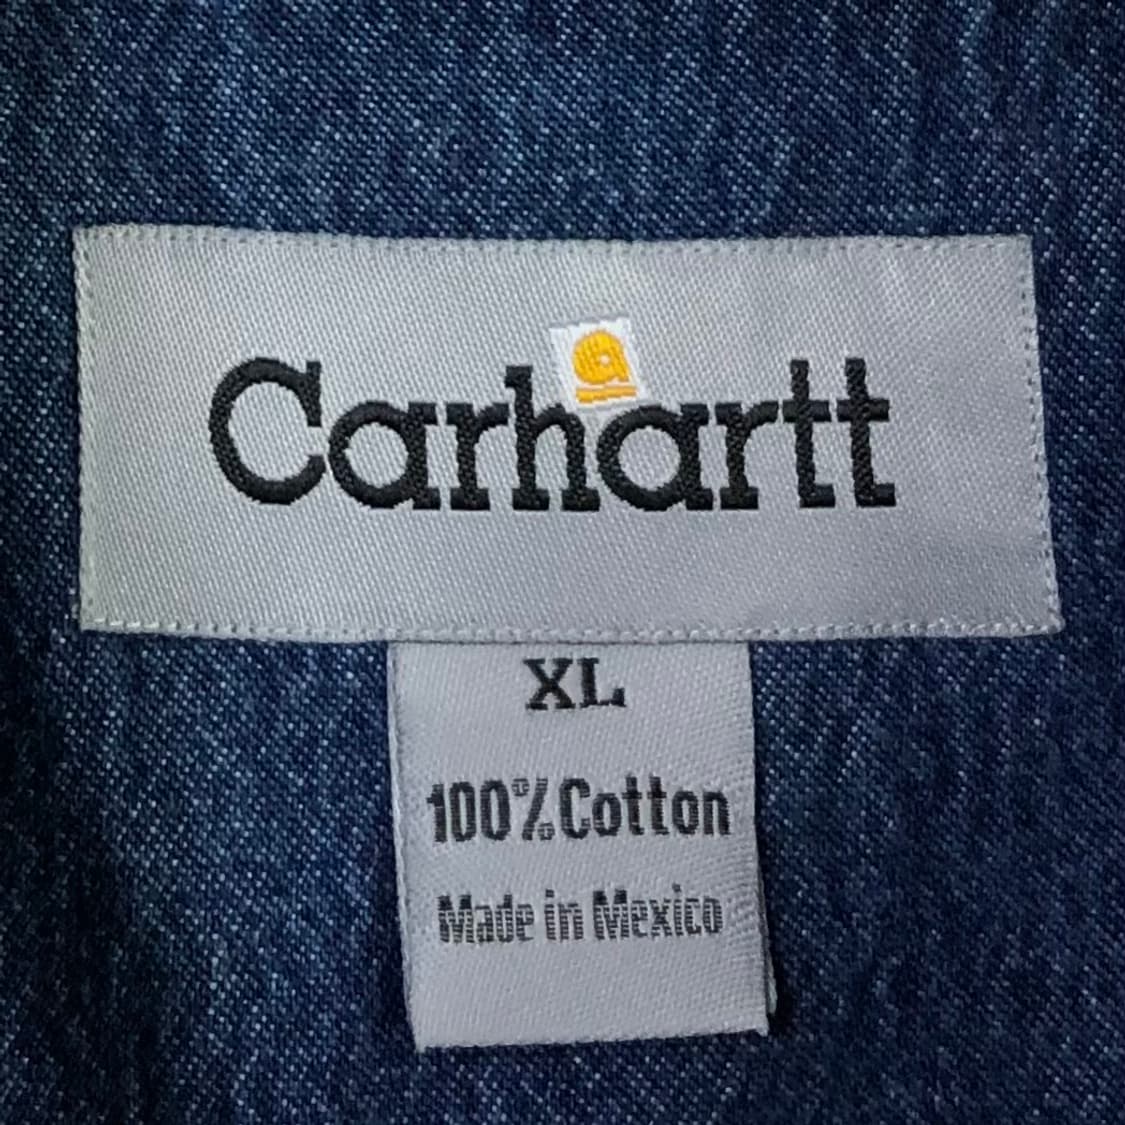 Carhartt
XL
100% Cotton
Made in Mexico